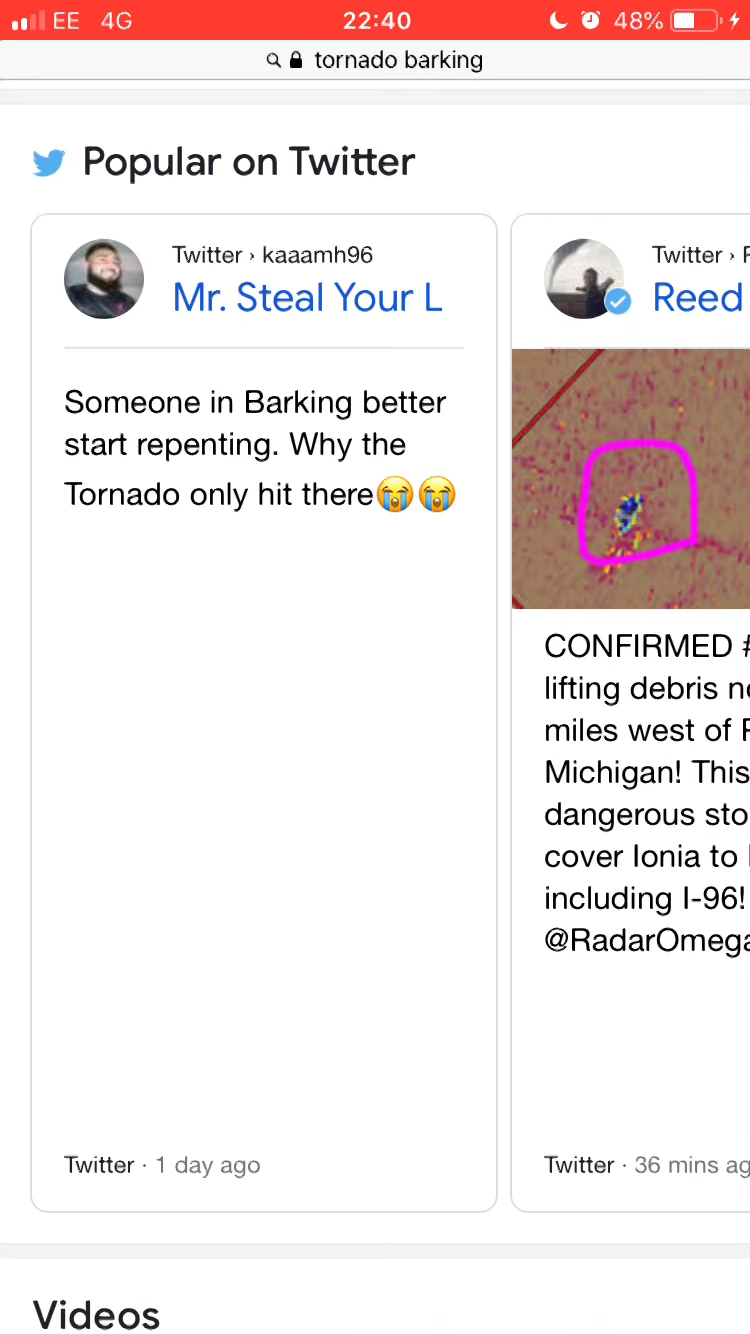 EE 4G 22:40 48%
tornado barking
Popular on Twitter
Twitter › kaaamh96
Mr. Steal Your L
Someone in Barking better
start repenting. Why the
Tornado only hit there😭😭
Twitter · 1 day ago
Twitter ›
Reed
CONFIRMED #
lifting debris
miles west of
Michigan! This
dangerous sto
cover Ionia to
including I-96!
@RadarOmega
Twitter · 36 mins ag
Videos